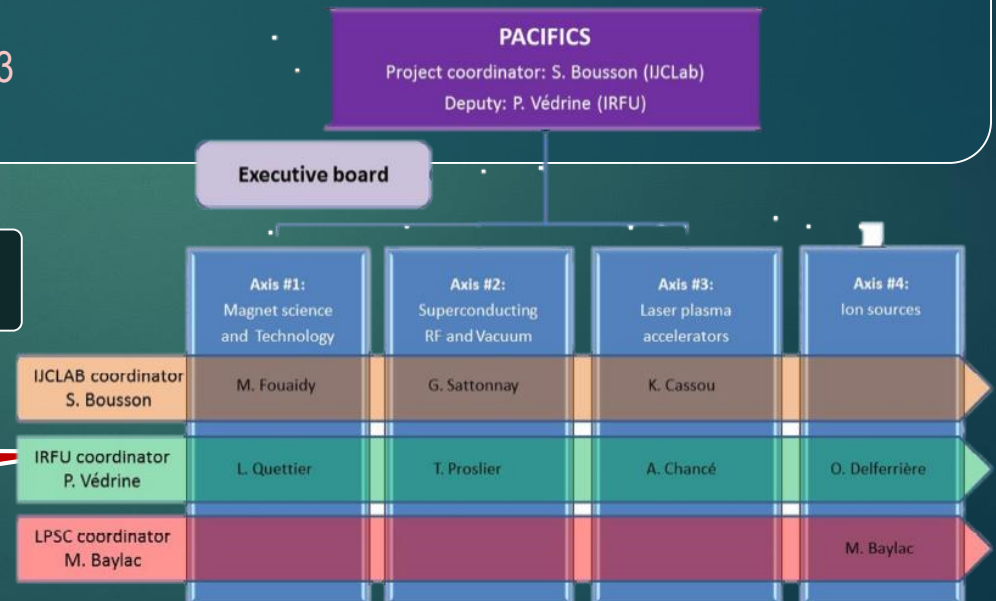 3
PACIFICS
Project coordinator: S. Bousson (IJCLab)
Deputy: P. Védrine (IRFU)
Executive board
Axis #1:
Magnet science
and Technology
Axis #2:
Superconducting
RF and Vacuum
Axis #3:
Laser plasma
accelerators
Axis #4:
Ion sources
IJCLAB coordinator
S. Bousson
M. Fouaidy
G. Sattonnay
K. Cassou
IRFU coordinator
P. Védrine
L. Quettier
T. Proslier
A. Chancé
O. Delferrière
LPSC coordinator
M. Baylac
M. Baylac